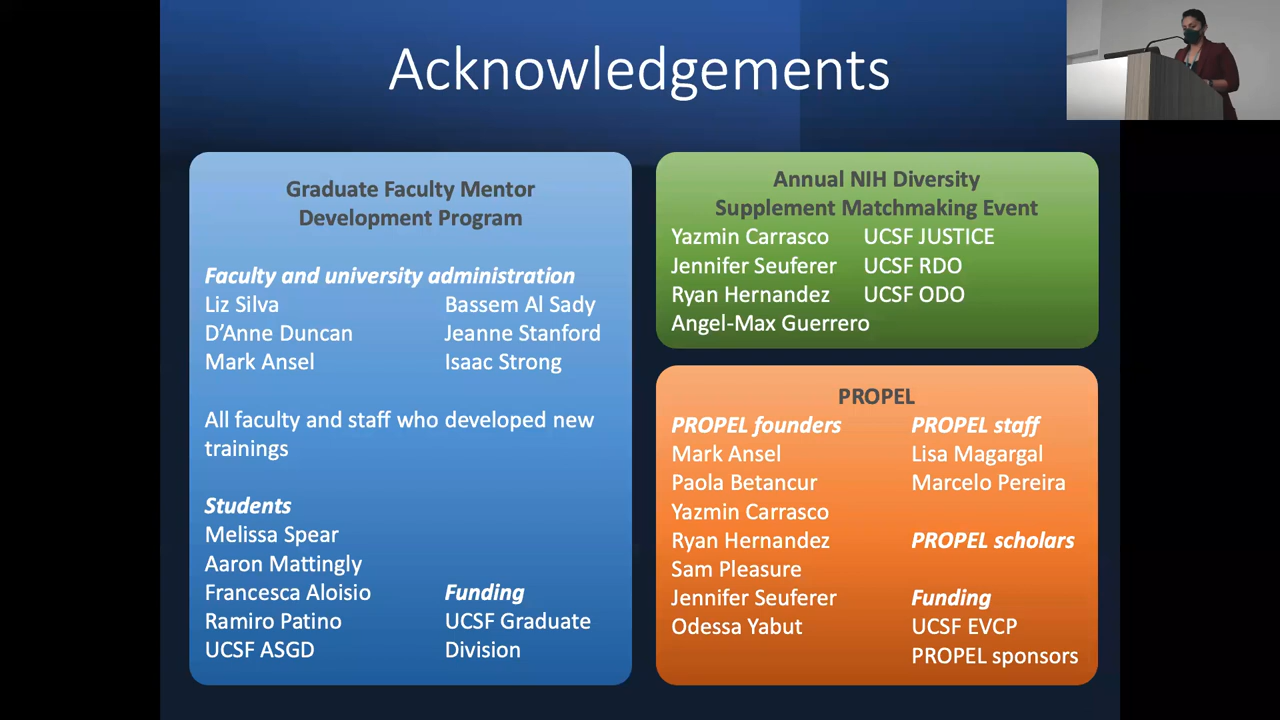 Acknowledgements
Graduate Faculty Mentor
Development Program
Faculty and university administration
Liz Silva
Bassem Al Sady
D’Anne Duncan
Jeanne Stanford
Mark Ansel
Isaac Strong
All faculty and staff who developed new
trainings
Students
Melissa Spear
Aaron Mattingly
Francesca Aloisio
Funding
Ramiro Patino
UCSF Graduate
UCSF ASGD
Division
Annual NIH Diversity
Supplement Matchmaking Event
Yazmin Carrasco
UCSF JUSTICE
Jennifer Seuferer
UCSF RDO
Ryan Hernandez
UCSF ODO
Angel-Max Guerrero
PROPEL
PROPEL founders
PROPEL staff
Mark Ansel
Lisa Magargal
Paola Betancur
Marcelo Pereira
Yazmin Carrasco
Ryan Hernandez
PROPEL scholars
Sam Pleasure
Jennifer Seuferer
Funding
Odessa Yabut
UCSF EVCP
PROPEL sponsors